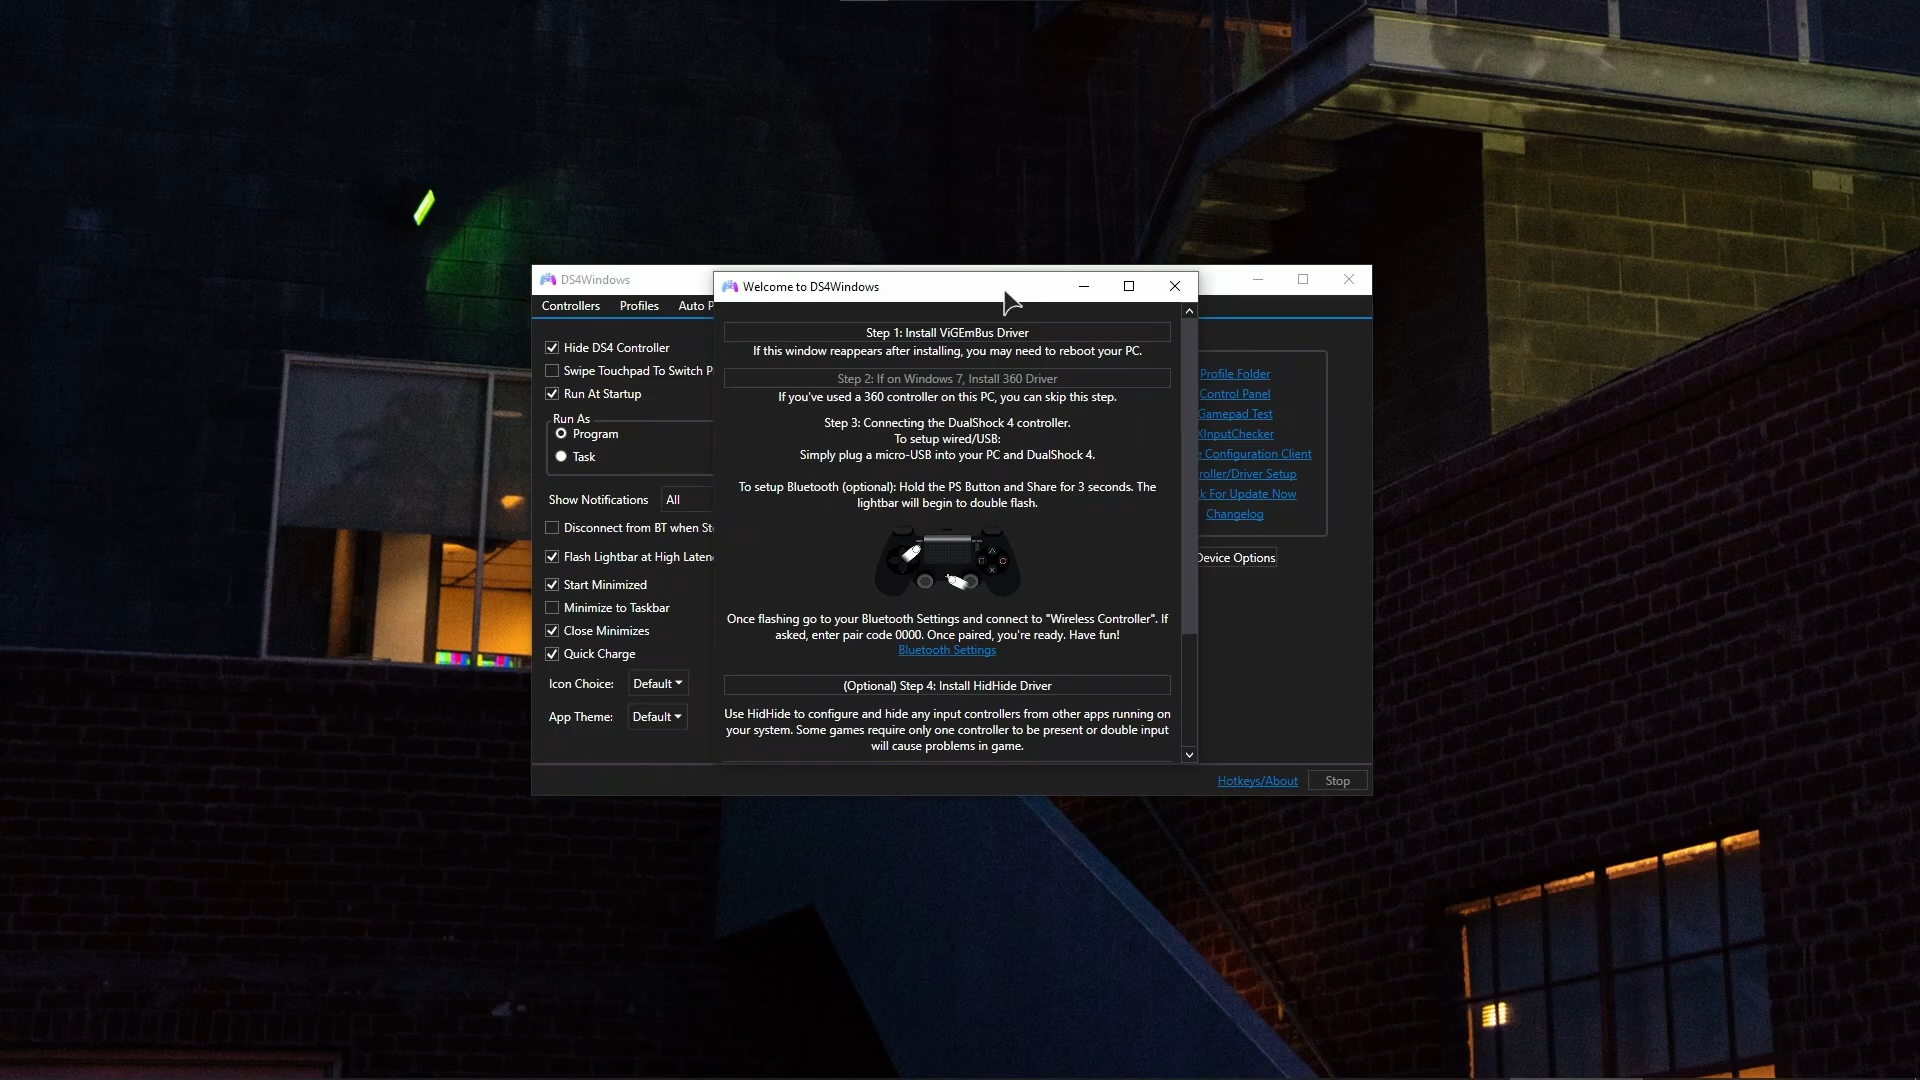 DS4Windows
Controllers
Profiles
Auto P
Hide DS4 Controller
Swipe Touchpad To Switch P
Run At Startup
Run As
Program
Task
Show Notifications
All
Disconnect from BT when St
Flash Lightbar at High Laten
Start Minimized
Minimize to Taskbar
Close Minimizes
Quick Charge
Icon Choice:
Default
App Theme:
Default
Welcome to DS4Windows
Step 1: Install ViGEmBus Driver
If this window reappears after installing, you may need to reboot your PC.
Step 2: If on Windows 7, Install 360 Driver
If you've used a 360 controller on this PC, you can skip this step.
Step 3: Connecting the DualShock 4 controller.
To setup wired/USB:
Simply plug a micro-USB into your PC and DualShock 4.
To setup Bluetooth (optional): Hold the PS Button and Share for 3 seconds. The
lightbar will begin to double flash.
Once flashing go to your Bluetooth Settings and connect to "Wireless Controller". If
asked, enter pair code 0000. Once paired, you're ready. Have fun!
Bluetooth Settings
(Optional) Step 4: Install HidHide Driver
Use HidHide to configure and hide any input controllers from other apps running on
your system. Some games require only one controller to be present or double input
will cause problems in game.
Profile Folder
Control Panel
Gamepad Test
XInputChecker
e Configuration Client
roller/Driver Setup
k For Update Now
Changelog
Device Options
Hotkeys/About
Stop